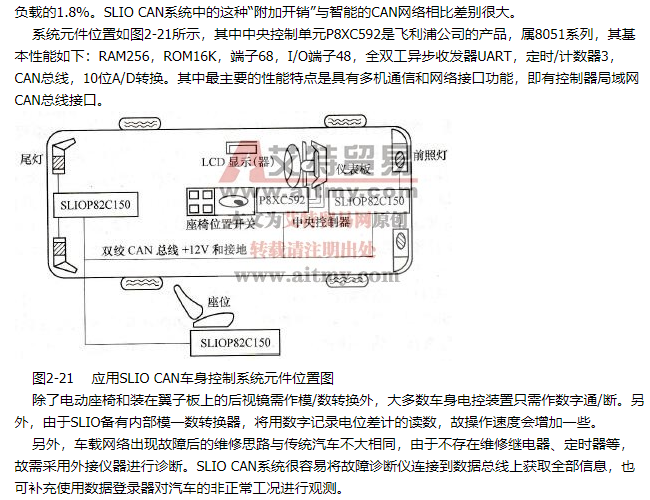 负载的1.8%。SLIO CAN系统中的这种“附加开销”与智能的CAN网络相比差别很大。
系统元件位置如图2-21所示，其中中央控制单元P8XC592是飞利浦公司的产品，属8051系列，其基
本性能如下：RAM256，ROM16K，端子68，I/O端子48，全双工异步收发器UART，定时/计数器3，
CAN总线，10位A/D转换。其中最主要的性能特点是具有多机通信和网络接口功能，即有控制器局域网
CAN总线接口。
尾灯
LCD 显示(器)
艾特贸易
仪表板
前照灯
www.aitmy.com
SLIOP82C150
P8XC592
SLIOP82C150
座椅位置开关
中央控制器
本文为艾特贸易网原创
双绞 CAN 总线 +12V 和接地
转载请注明出处
www.aitmy.com
座位
SLIOP82C150
图2-21 应用SLIO CAN车身控制系统元件位置图
除了电动座椅和装在翼子板上的后视镜需作模/数转换外，大多数车身电控装置只需作数字通/断。另
外，由于SLIO备有内部模一数转换器，将用数字记录电位差计的读数，故操作速度会增加一些。
另外，车载网络出现故障后的维修思路与传统汽车不大相同，由于不存在维修继电器、定时器等，
故需采用外接仪器进行诊断。SLIO CAN系统很容易将故障诊断仪连接到数据总线上获取全部信息，也
可补充使用数据登录器对汽车的非正常工况进行观测。